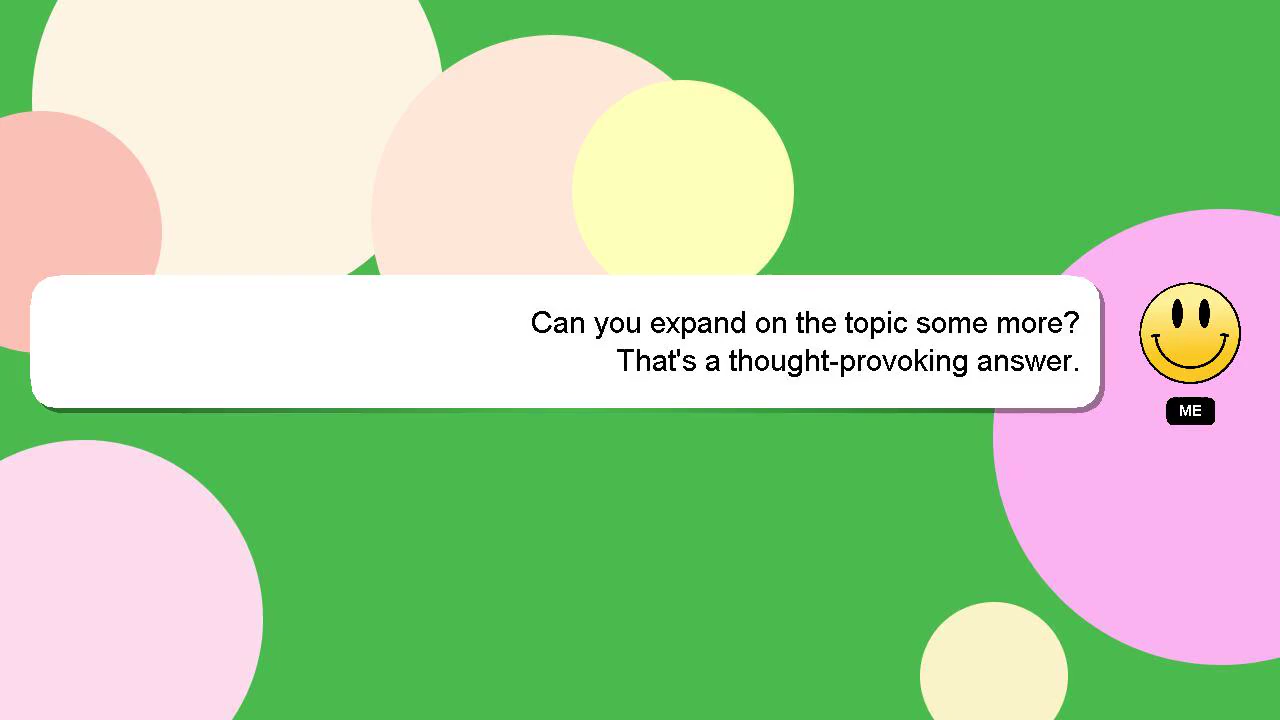 Can you expand on the topic some more?
That's a thought-provoking answer.
ME